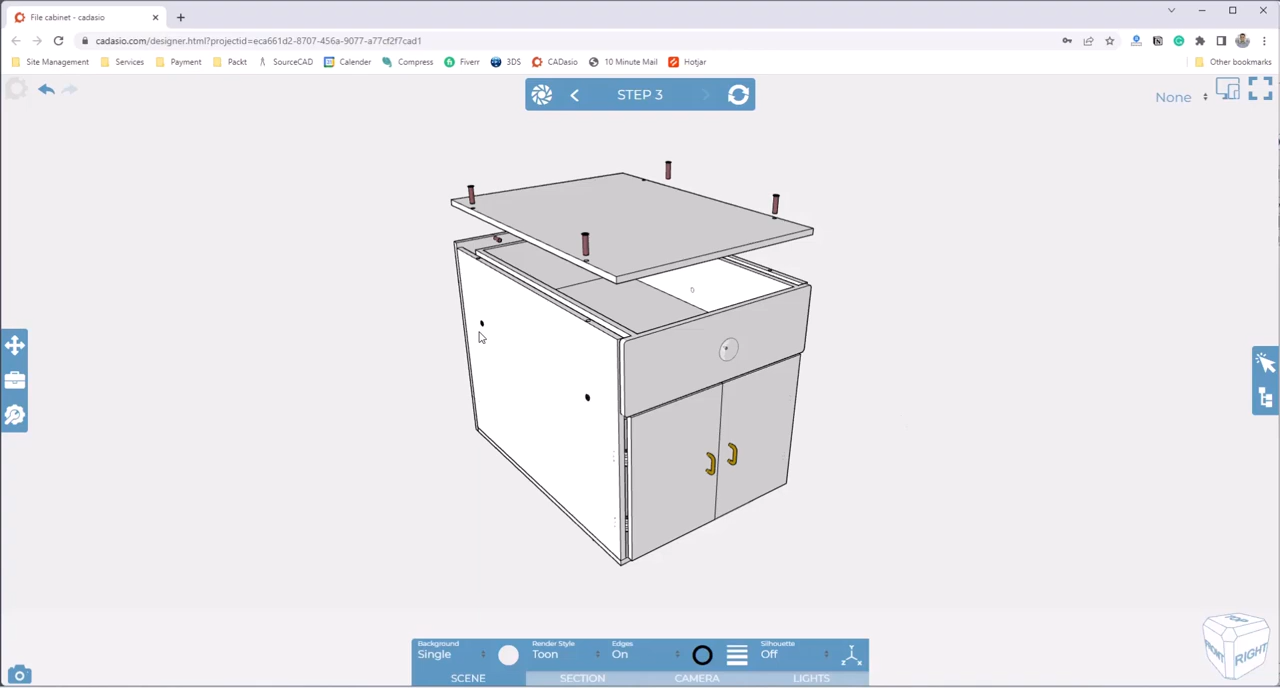 File cabinet - cadasio
cadasio.com/designer.html?projectid=eca661d2-8707-456a-9077-a77cf2f7cad1
Site Management Services Payment Packt SourceCAD Calender Compress Fiverr 3DS CADasio 10 Minute Mail Hotjar Other bookmarks
STEP 3
None
TOP
FRONT RIGHT
Background Render Style Edges Silhouette
Single Toon On Off
Z X
SCENE SECTION CAMERA LIGHTS